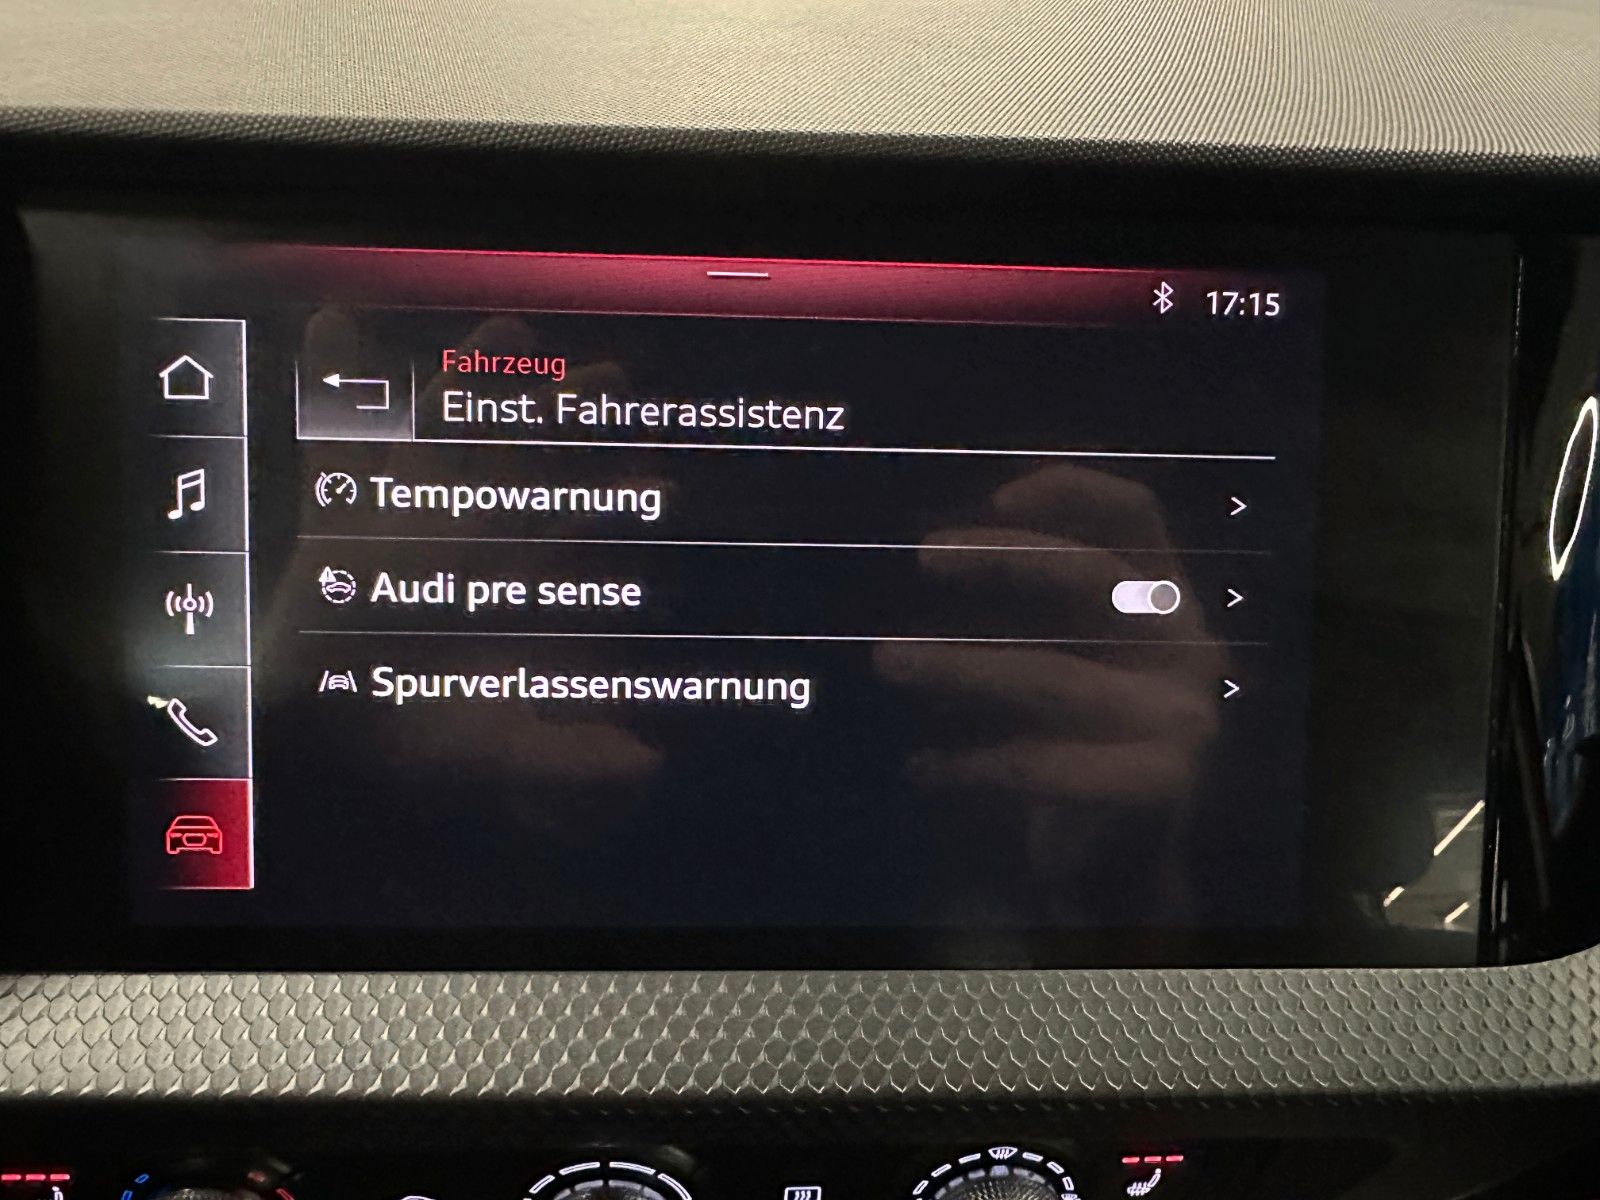 17:15
Fahrzeug
Einst. Fahrerassistenz
Tempowarnung
Audi pre sense
Spurverlassenswarnung